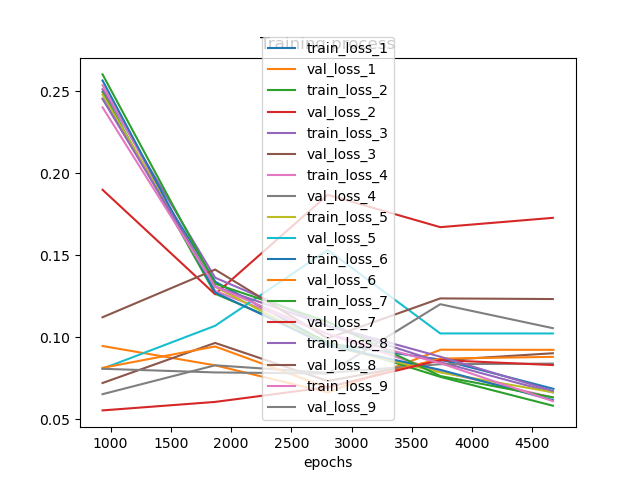 Training process
train_loss_1
val_loss_1
train_loss_2
val_loss_2
train_loss_3
val_loss_3
train_loss_4
val_loss_4
train_loss_5
val_loss_5
train_loss_6
val_loss_6
train_loss_7
val_loss_7
train_loss_8
val_loss_8
train_loss_9
val_loss_9
0.25
0.20
0.15
0.10
0.05
1000 1500 2000 2500 3000 3500 4000 4500
epochs